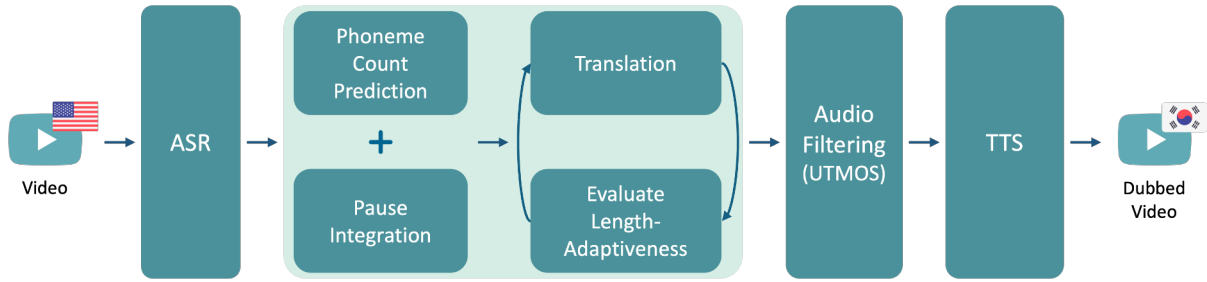 Video
ASR
Phoneme
Count
Prediction
+
Pause
Integration
Translation
Evaluate
Length-
Adaptiveness
Audio
Filtering
(UTMOS)
TTS
Dubbed
Video